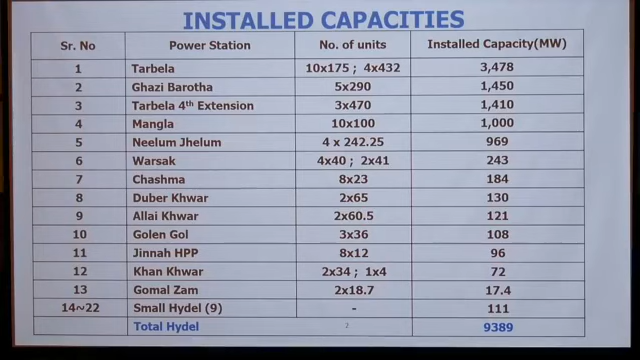 INSTALLED CAPACITIES
Sr. No Power Station No. of units Installed Capacity(MW)
1 Tarbela 10x175 ; 4x432 3,478
2 Ghazi Barotha 5x290 1,450
3 Tarbela 4th Extension 3x470 1,410
4 Mangla 10x100 1,000
5 Neelum Jhelum 4 x 242.25 969
6 Warsak 4x40 ; 2x41 243
7 Chashma 8x23 184
8 Duber Khwar 2x65 130
9 Allai Khwar 2x60.5 121
10 Golen Gol 3x36 108
11 Jinnah HPP 8x12 96
12 Khan Khwar 2x34 ; 1x4 72
13 Gomal Zam 2x18.7 17.4
14~22 Small Hydel (9) - 111
Total Hydel 2 9389